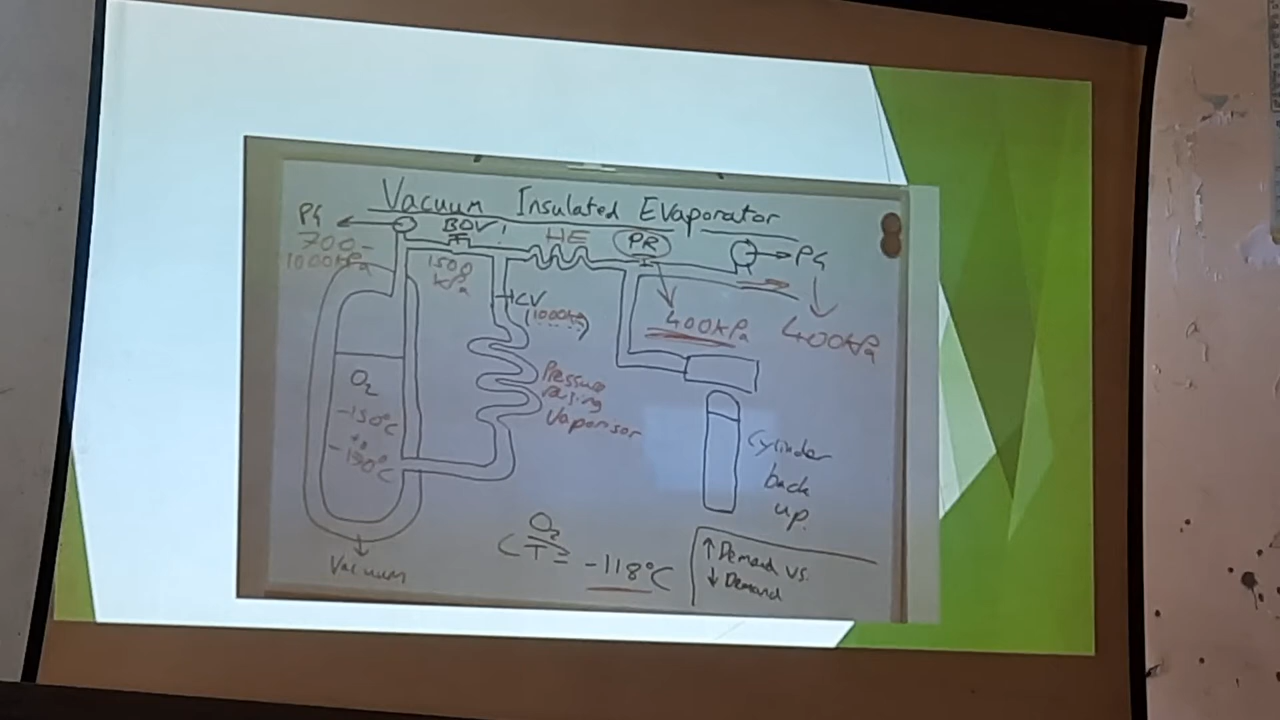 Vacuum Insulated Evaporator
PG
700-
1000kPa
BOV!
1500
kPa
HE
PR
PG
CV
(1000kPa)
400kPa
400kPa
Pressure
raising
Vaporisor
O₂
-150°C
to
-130°C
Cylinder
back
up.
Vacuum
O₂
CT = -118°C
↑ Demand vs.
↓ Demand